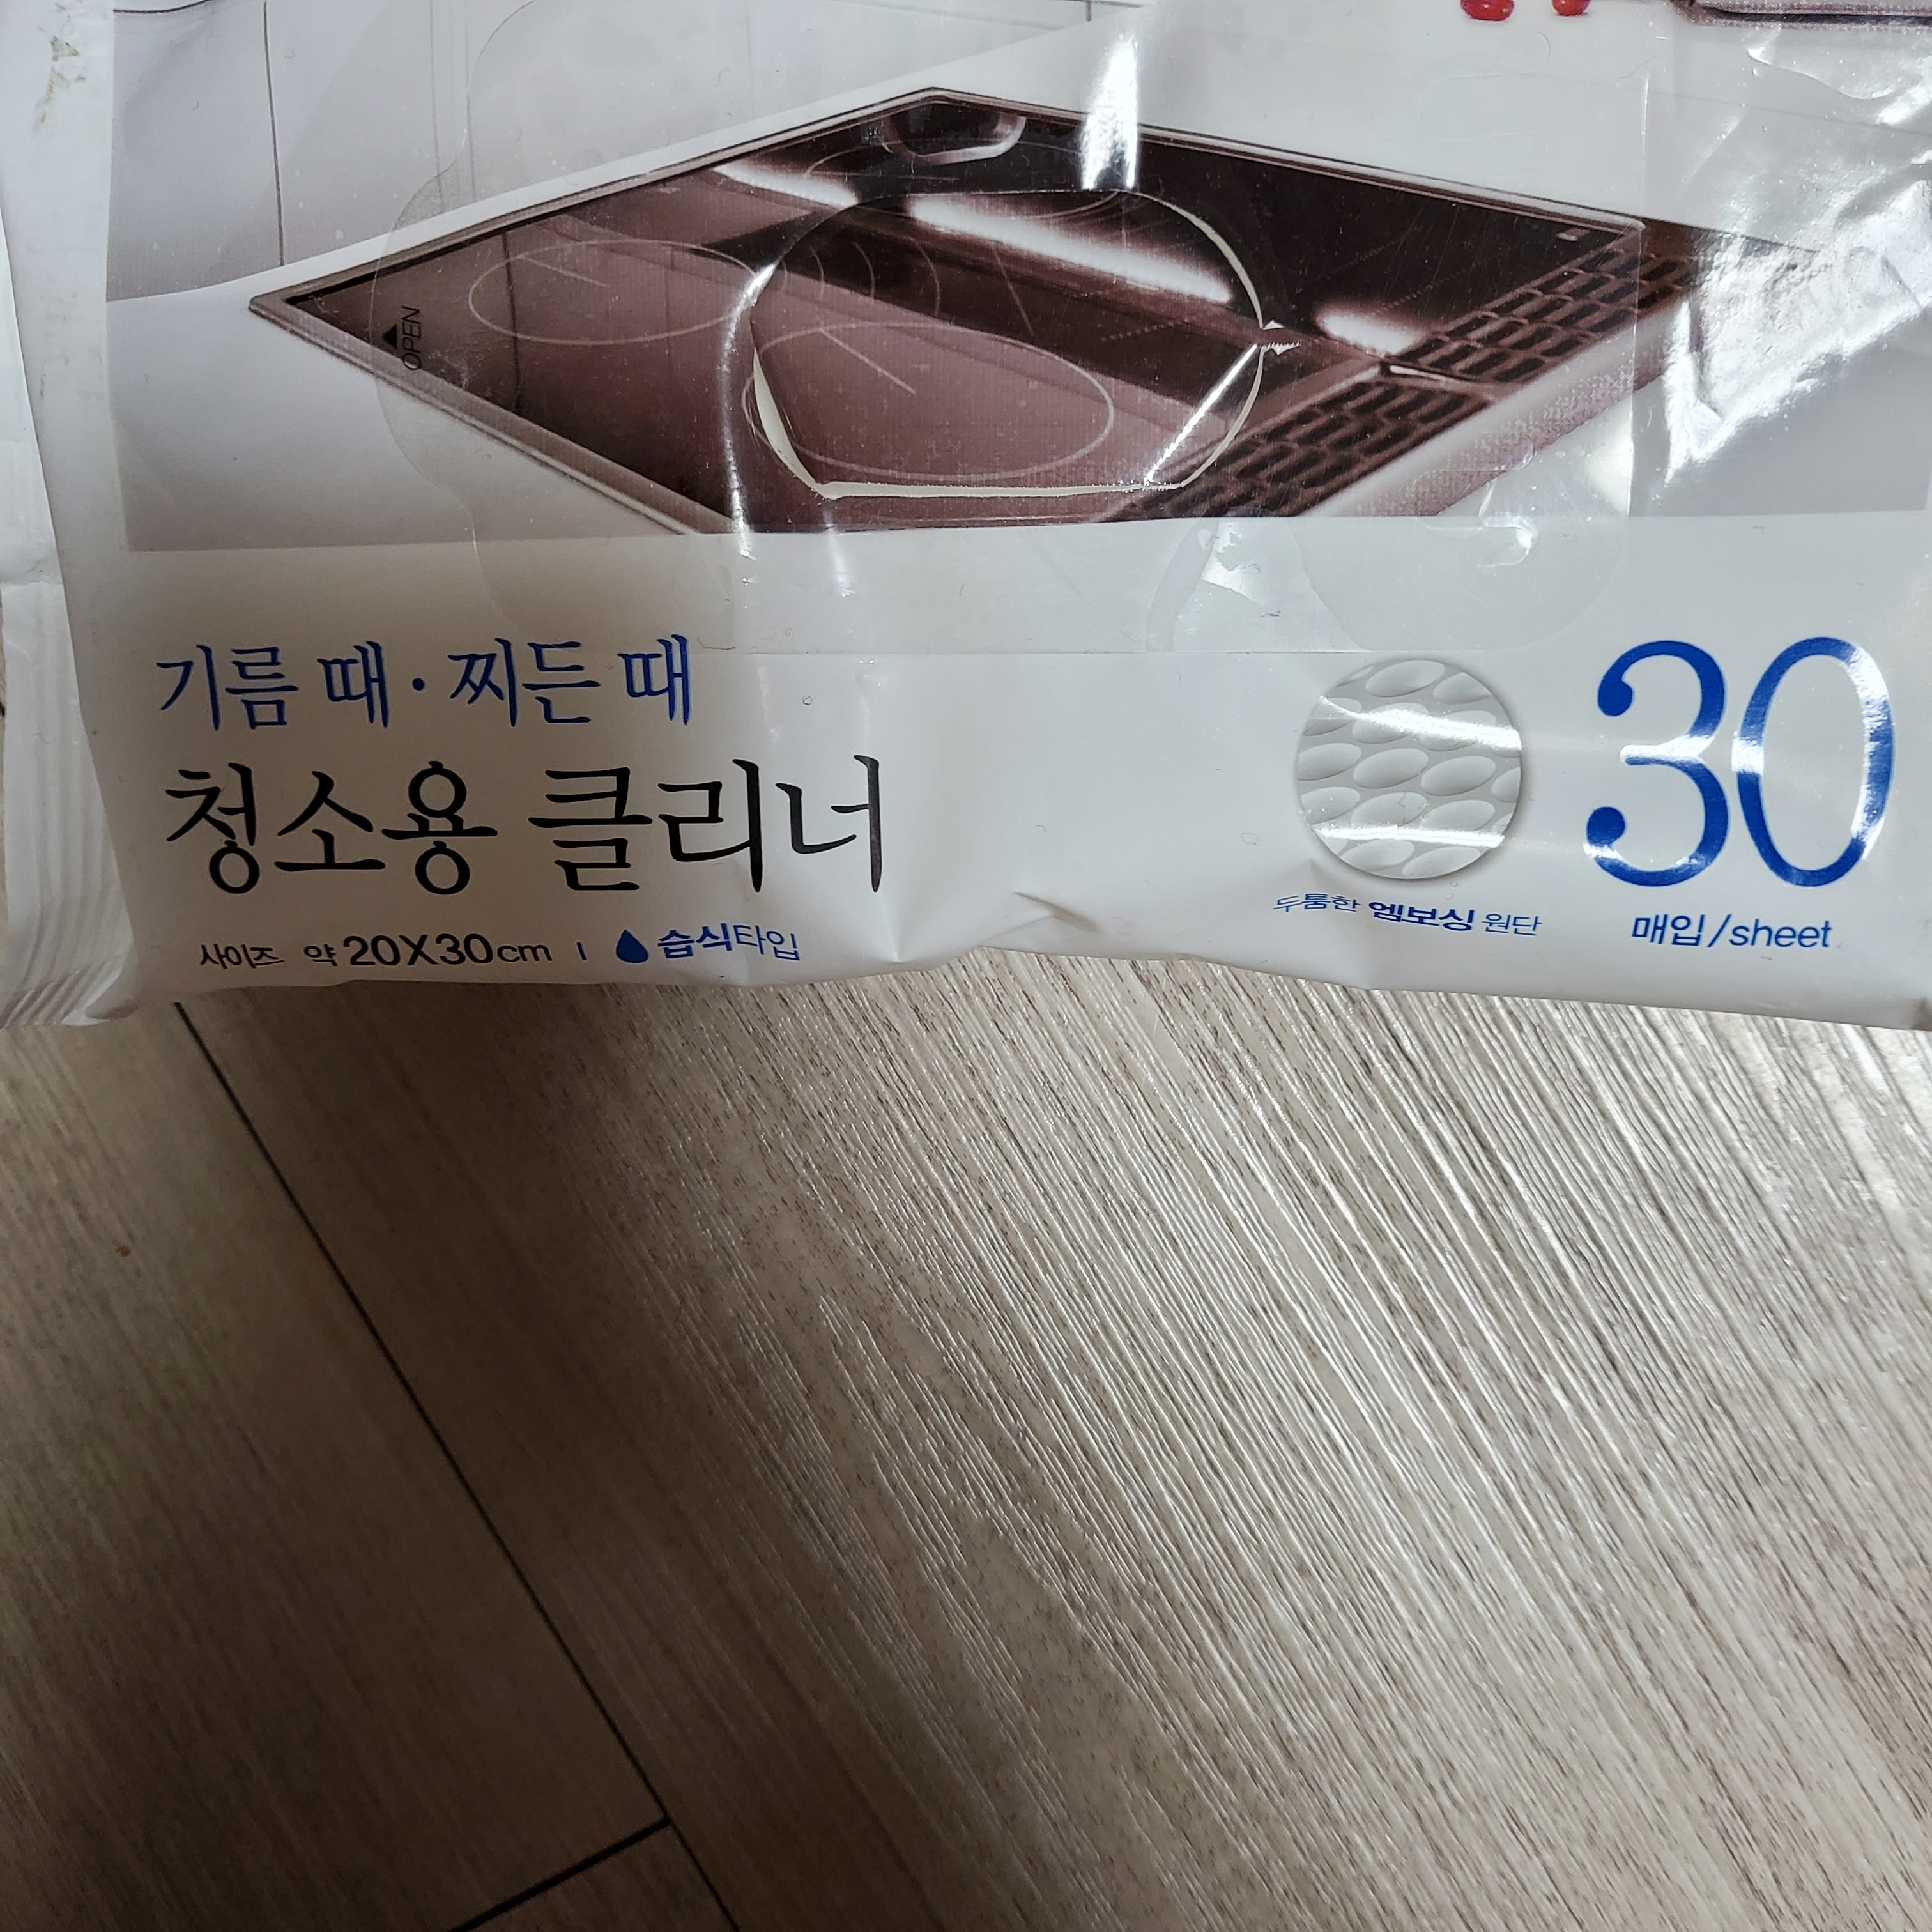 OPEN
기름 때·찌든 때
청소용 클리너
사이즈 약 20X30cm | 습식타입
두툼한 엠보싱 원단
30
매입/sheet